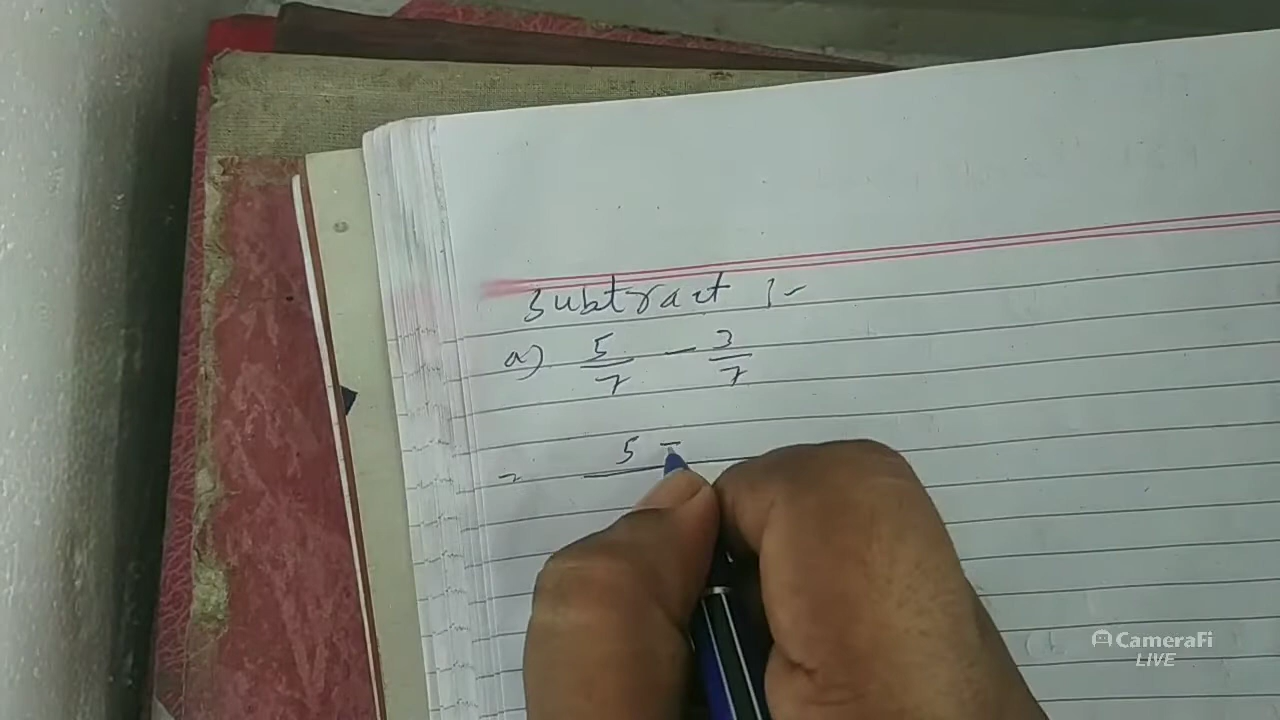 Subtract :-
a) 5/7 - 3/7
= 5 -
CameraFi
LIVE